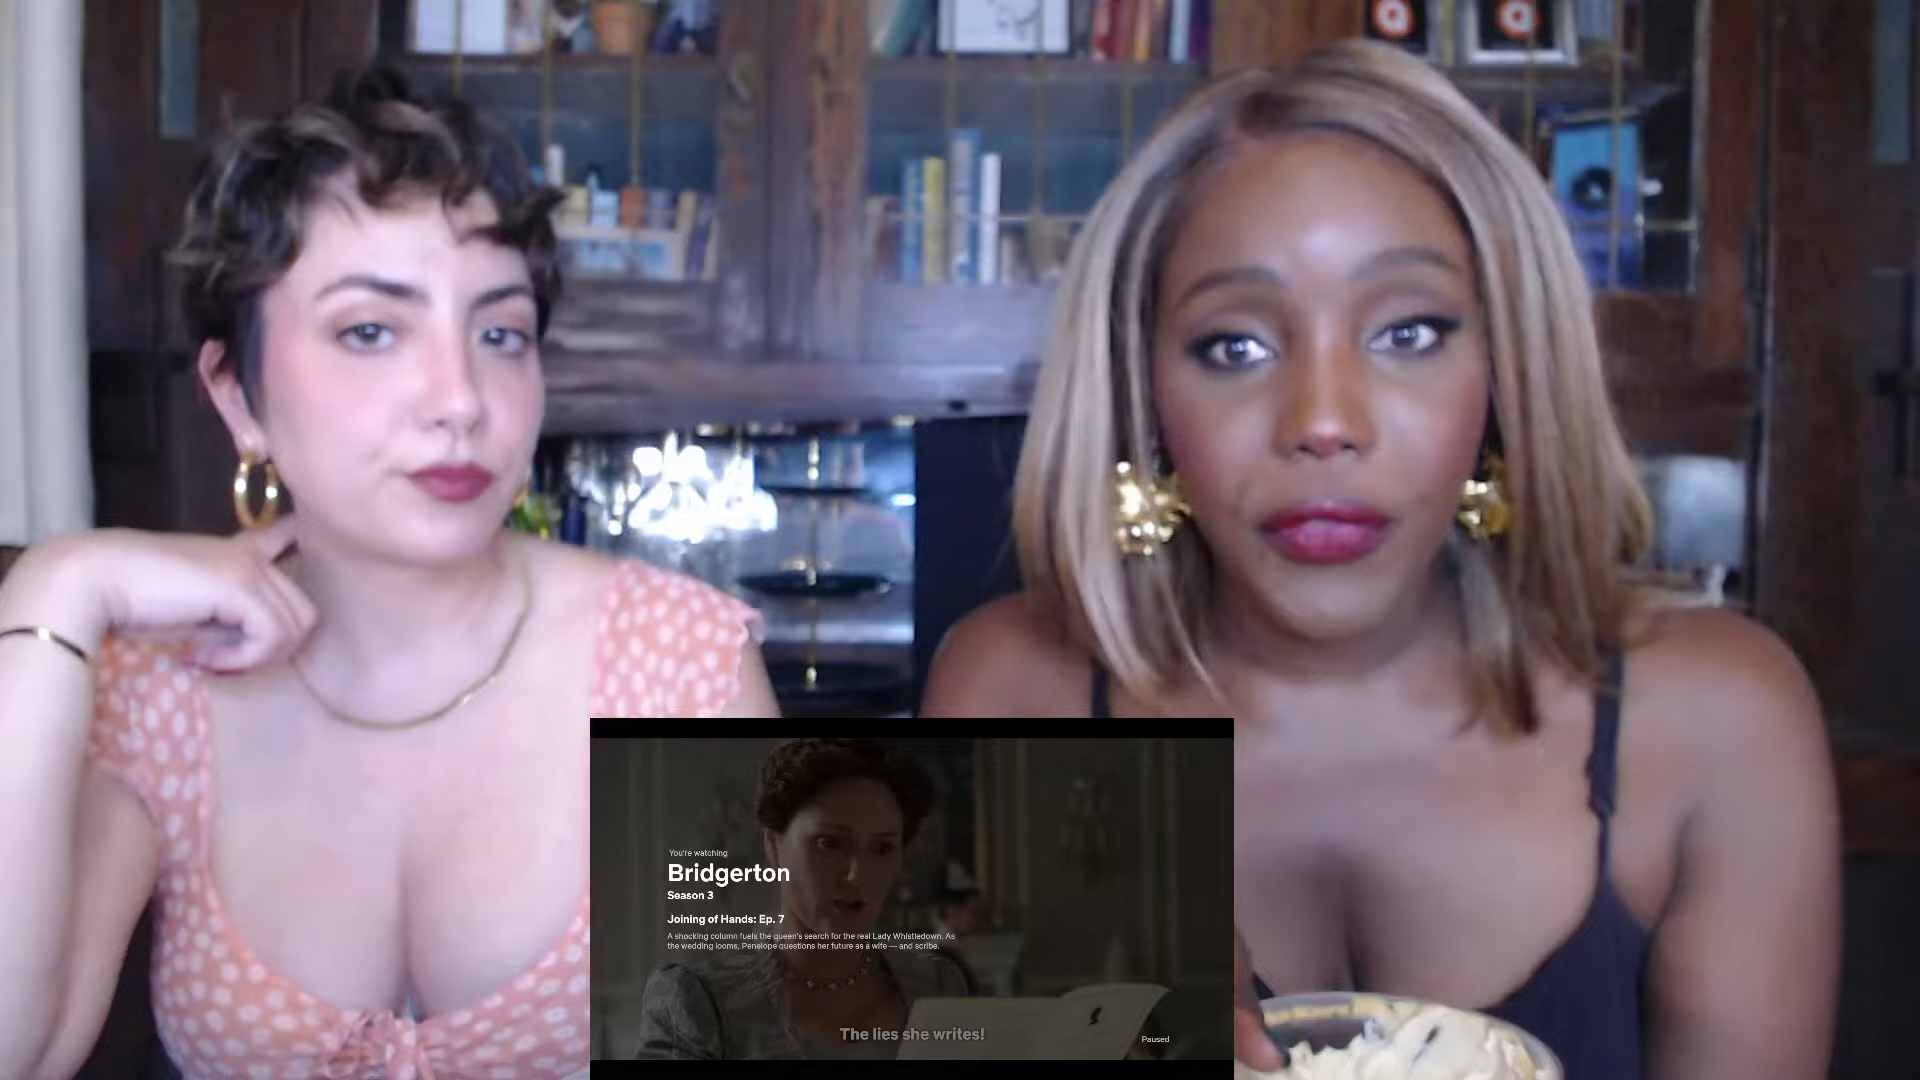 You're watching
Bridgerton
Season 3
Joining of Hands: Ep. 7
A shocking column fuels the queen's search for the real Lady Whistledown. As
the wedding looms, Penelope questions her future as a wife — and scribe.
The lies she writes!
Paused